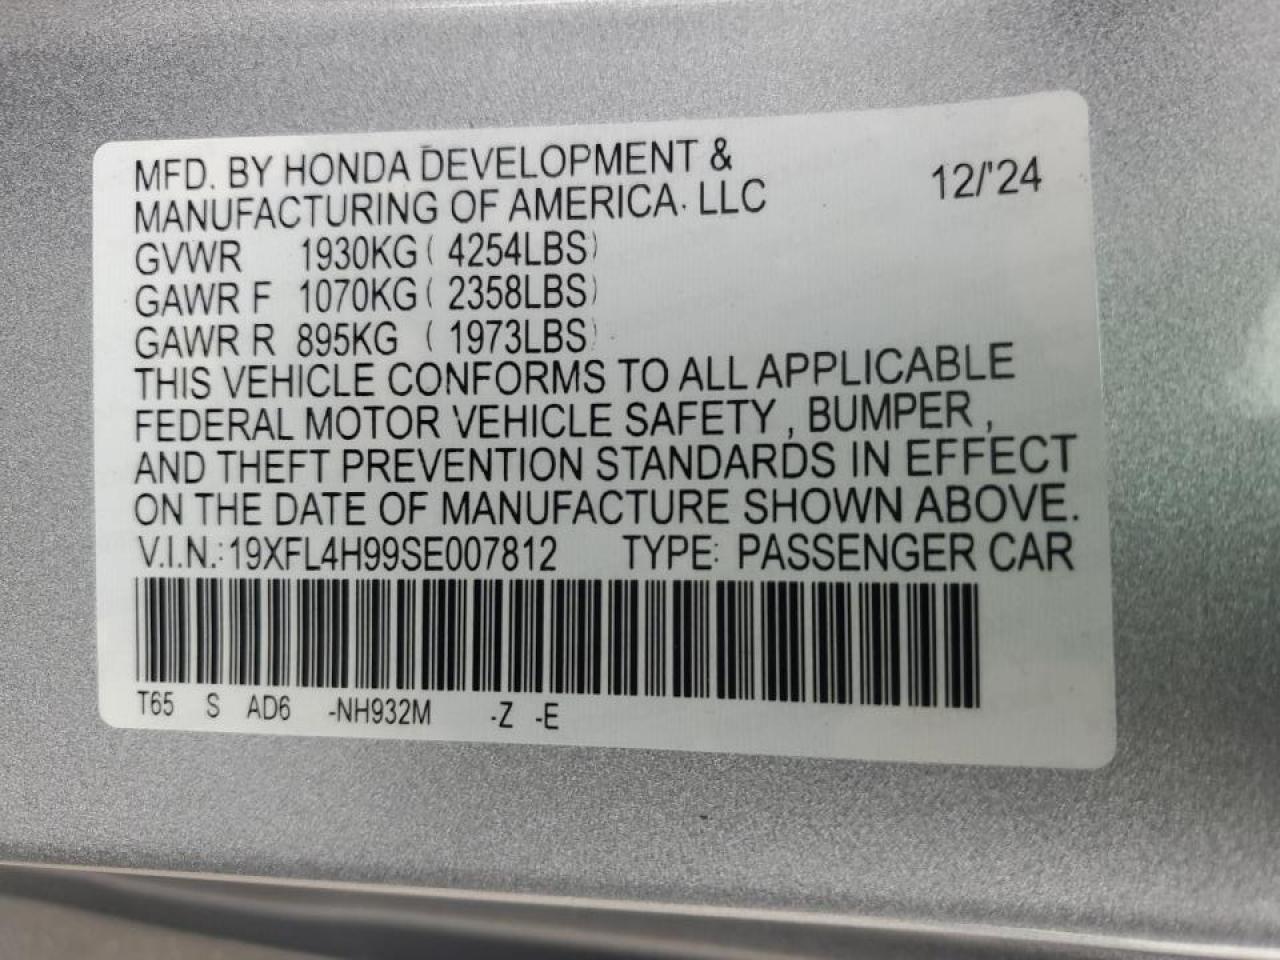 MFD. BY HONDA DEVELOPMENT &
MANUFACTURING OF AMERICA, LLC 12/'24
GVWR 1930KG ( 4254LBS)
GAWR F 1070KG ( 2358LBS)
GAWR R 895KG ( 1973LBS)
THIS VEHICLE CONFORMS TO ALL APPLICABLE
FEDERAL MOTOR VEHICLE SAFETY , BUMPER ,
AND THEFT PREVENTION STANDARDS IN EFFECT
ON THE DATE OF MANUFACTURE SHOWN ABOVE.
V.I.N.: 19XFL4H99SE007812 TYPE: PASSENGER CAR
T65 S AD6 -NH932M -Z -E